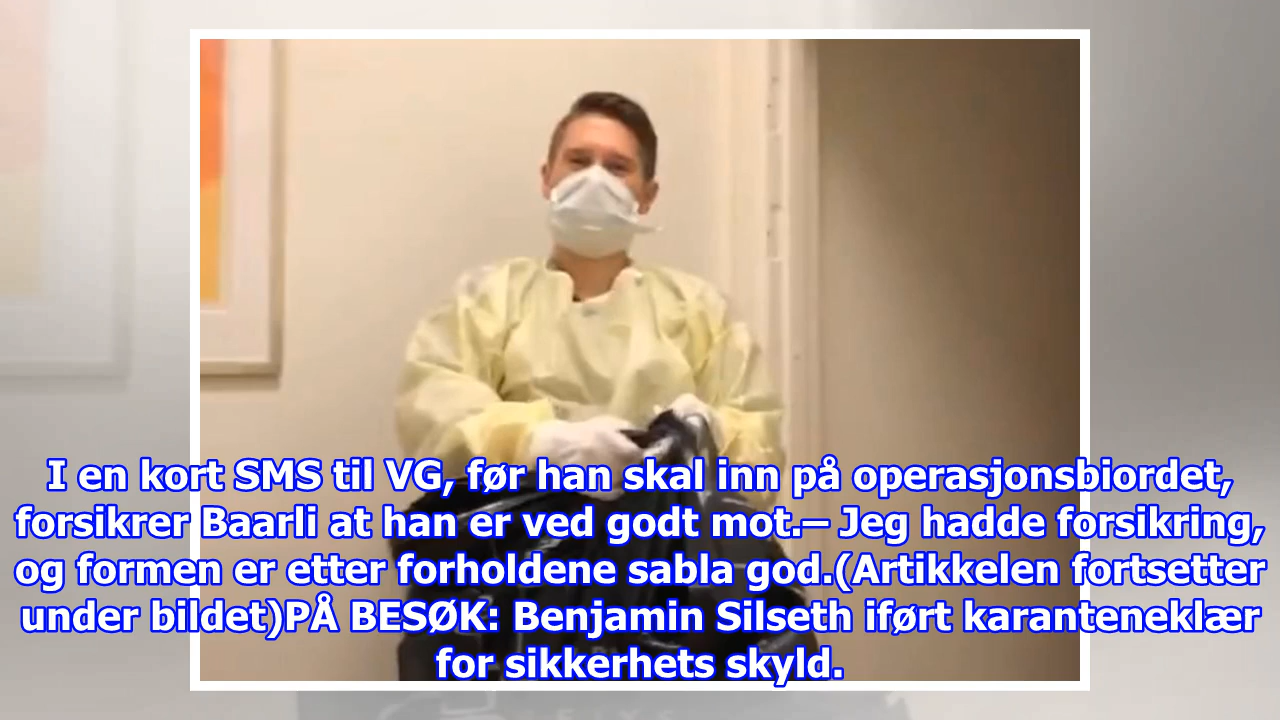 I en kort SMS til VG, før han skal inn på operasjonsbiordet,
forsikrer Baarli at han er ved godt mot.– Jeg hadde forsikring,
og formen er etter forholdene sabla god.(Artikkelen fortsetter
under bildet)PÅ BESØK: Benjamin Silseth iført karanteneklær
for sikkerhets skyld.